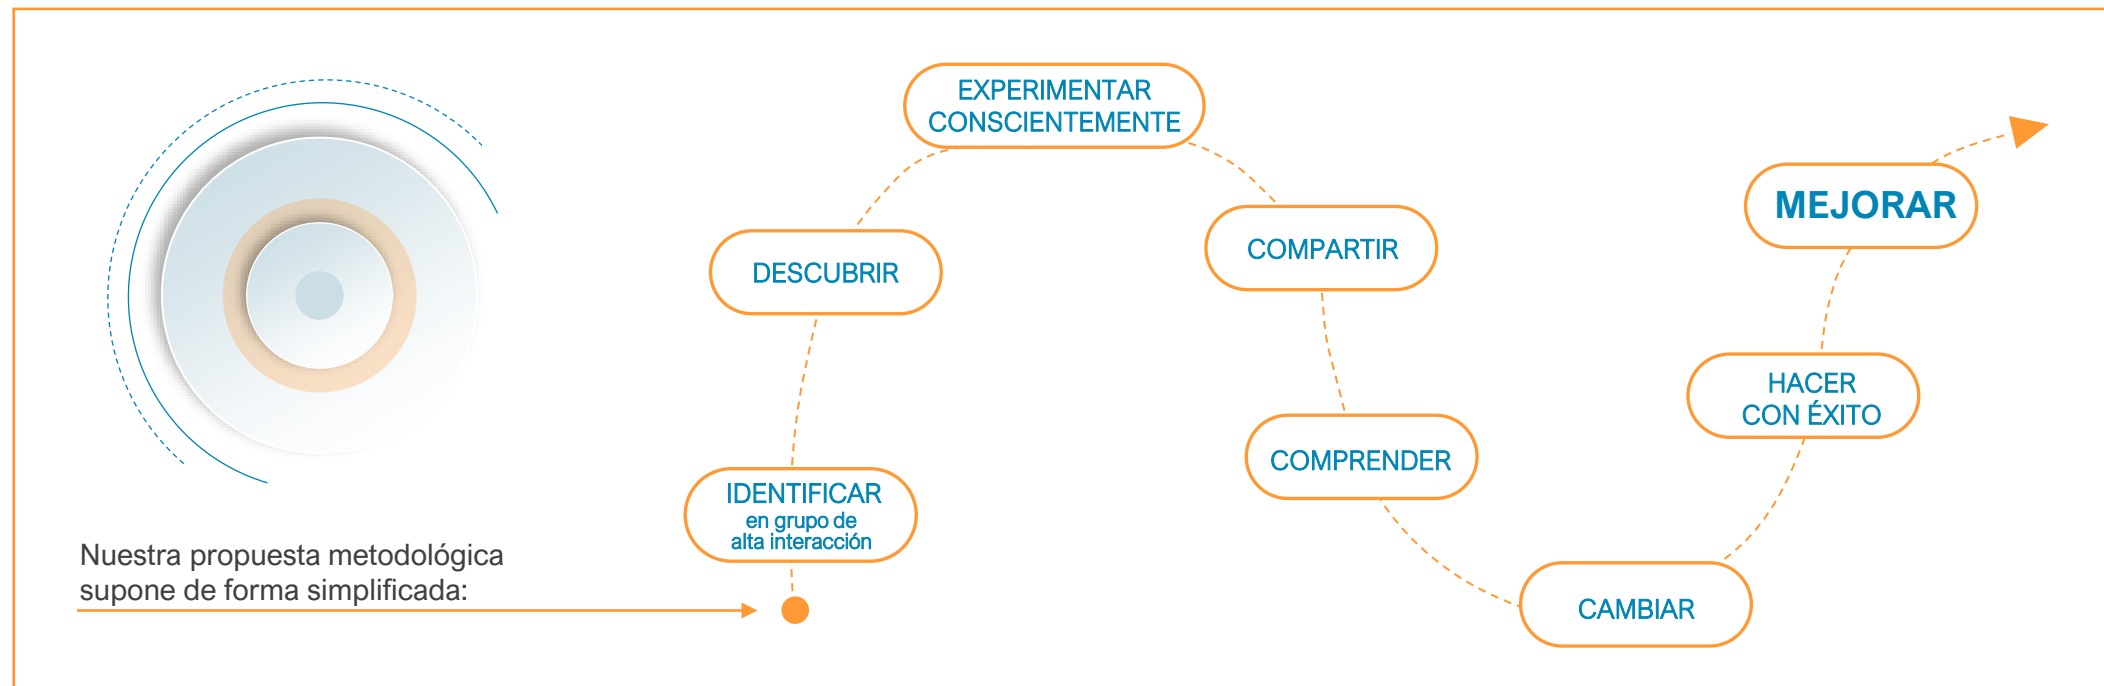 Nuestra propuesta metodológica
supone de forma simplificada:
IDENTIFICAR
en grupo de
alta interacción
DESCUBRIR
EXPERIMENTAR
CONSCIENTEMENTE
COMPARTIR
COMPRENDER
CAMBIAR
HACER
CON ÉXITO
MEJORAR